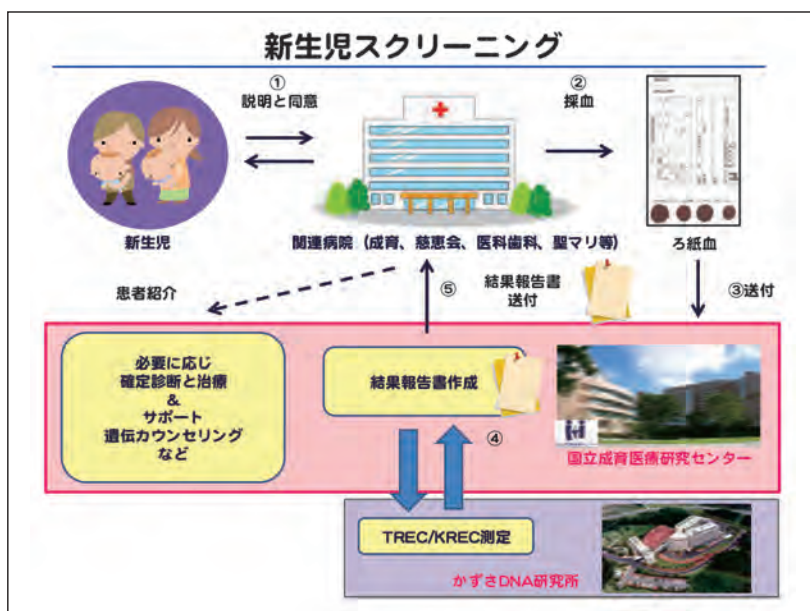 新生児スクリーニング
①
説明と同意
②
採血
新生児
関連病院（成育、慈恵会、医科歯科、聖マリ等）
ろ紙血
患者紹介
⑤
結果報告書
送付
③送付
必要に応じ
確定診断と治療
&
サポート
遺伝カウンセリング
など
結果報告書作成
④
国立成育医療研究センター
TREC/KREC測定
かずさDNA研究所